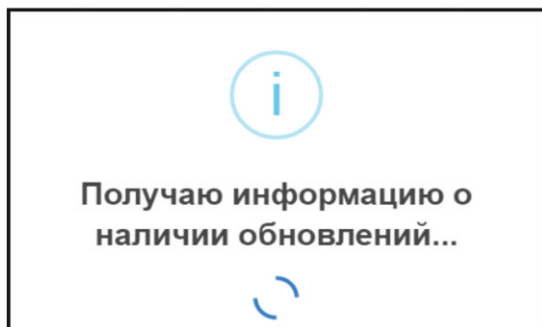 i
Получаю информацию о
наличии обновлений...